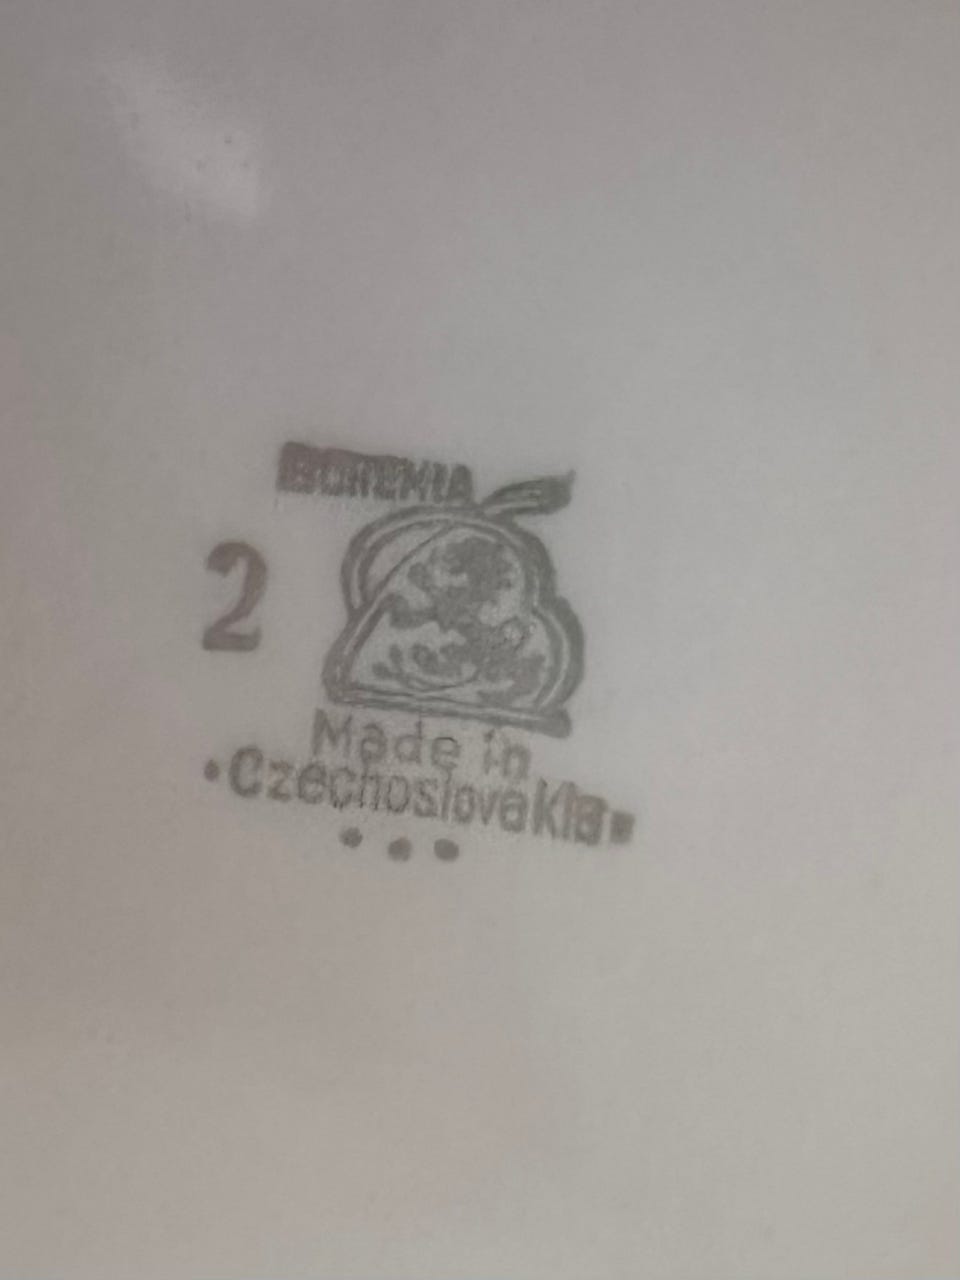 BOHEMIA
2
Made in
•Czechoslovakia•
•••